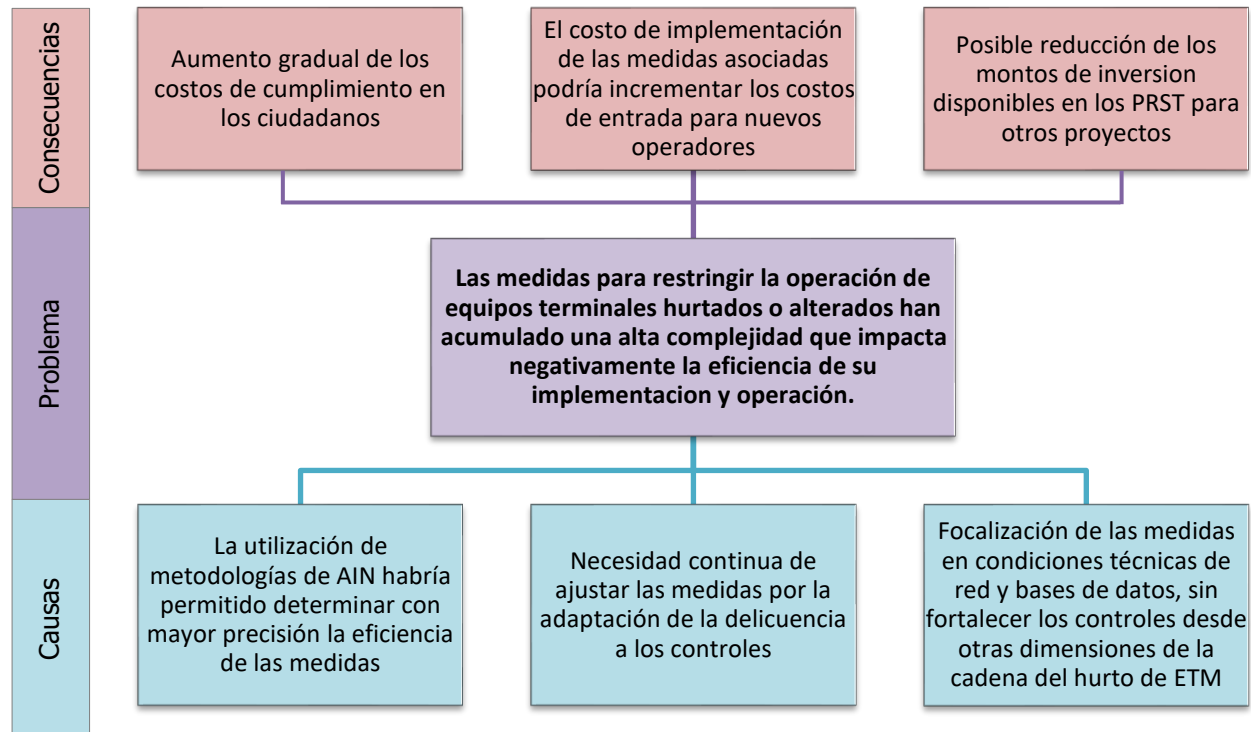 Consecuencias
Aumento gradual de los
costos de cumplimiento en
los ciudadanos
El costo de implementación
de las medidas asociadas
podría incrementar los costos
de entrada para nuevos
operadores
Posible reducción de los
montos de inversion
disponibles en los PRST para
otros proyectos
Problema
Las medidas para restringir la operación de
equipos terminales hurtados o alterados han
acumulado una alta complejidad que impacta
negativamente la eficiencia de su
implementacion y operación.
Causas
La utilización de
metodologías de AIN habría
permitido determinar con
mayor precisión la eficiencia
de las medidas
Necesidad continua de
ajustar las medidas por la
adaptación de la delicuencia
a los controles
Focalización de las medidas
en condiciones técnicas de
red y bases de datos, sin
fortalecer los controles desde
otras dimensiones de la
cadena del hurto de ETM